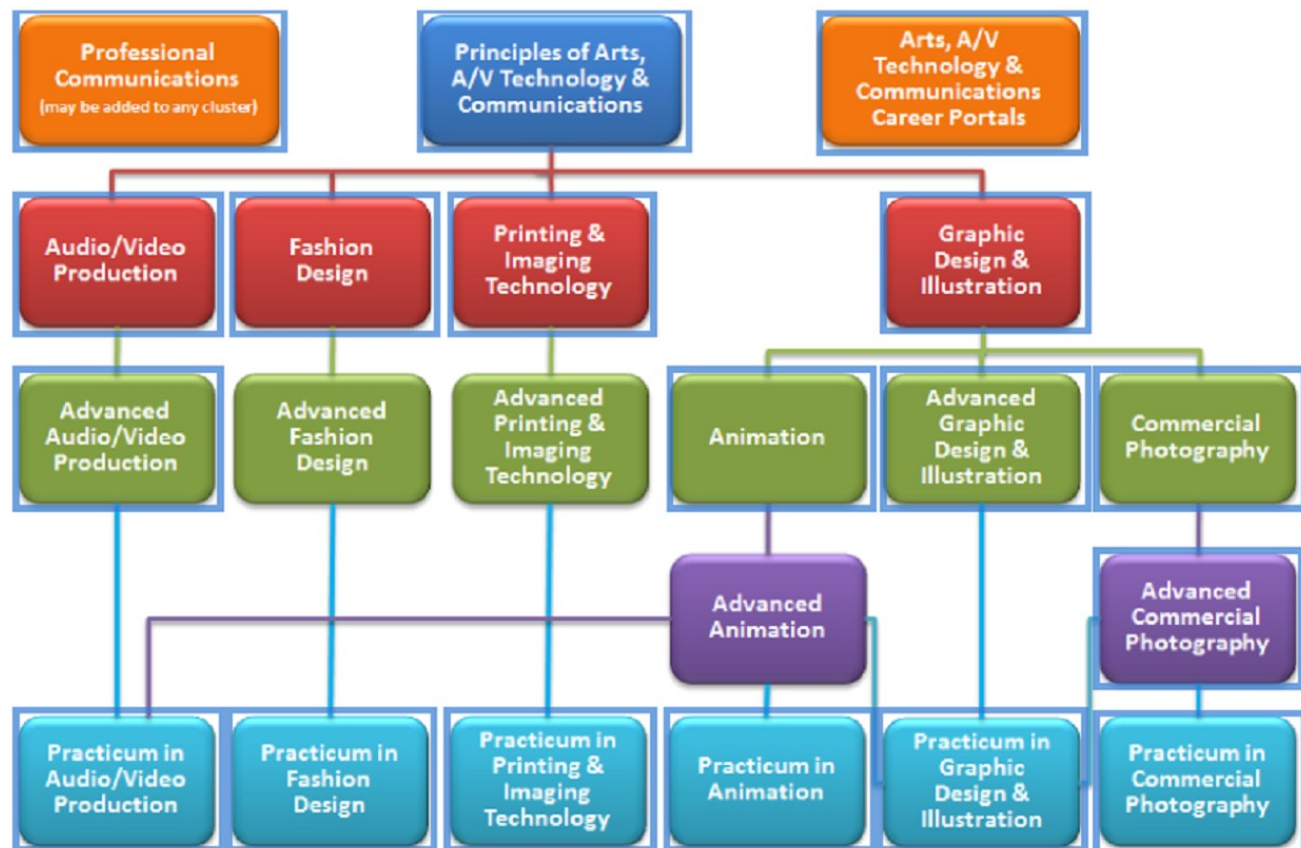 Professional
Communications
(may be added to any cluster)
Principles of Arts,
A/V Technology &
Communications
Arts, A/V
Technology &
Communications
Career Portals
Audio/Video
Production
Fashion
Design
Printing &
Imaging
Technology
Graphic
Design &
Illustration
Advanced
Audio/Video
Production
Advanced
Fashion
Design
Advanced
Printing &
Imaging
Technology
Animation
Advanced
Graphic
Design &
Illustration
Commercial
Photography
Advanced
Animation
Advanced
Commercial
Photography
Practicum in
Audio/Video
Production
Practicum in
Fashion
Design
Practicum in
Printing &
Imaging
Technology
Practicum in
Animation
Practicum in
Graphic
Design &
Illustration
Practicum in
Commercial
Photography